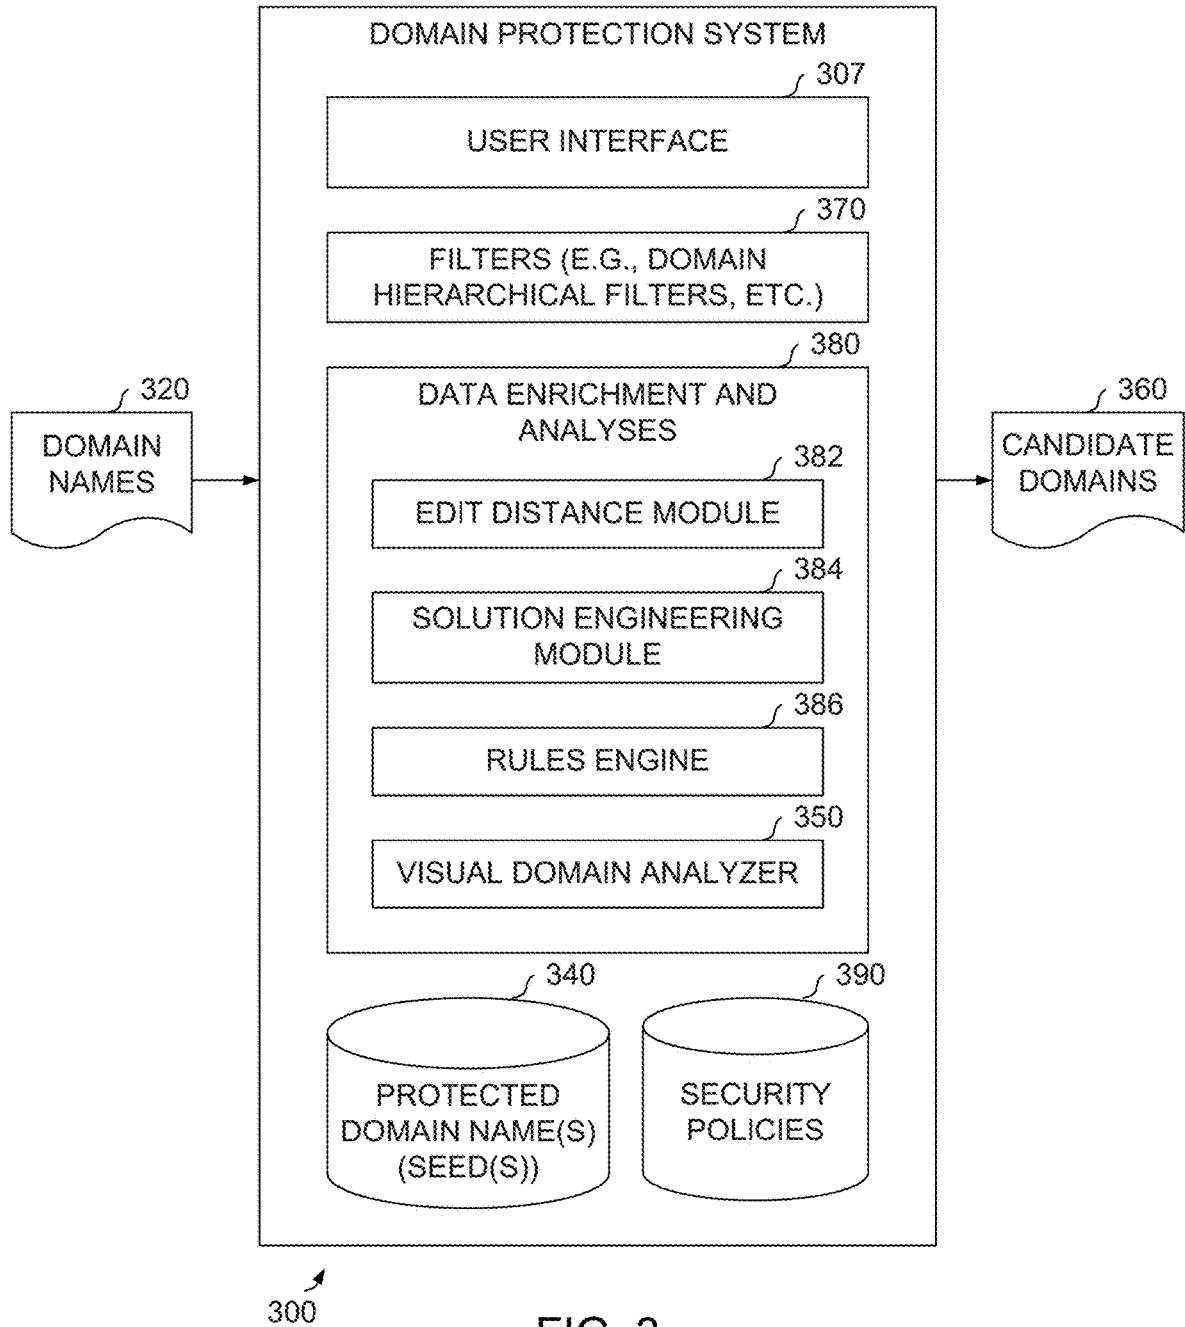 DOMAIN PROTECTION SYSTEM
307
USER INTERFACE
370
FILTERS (E.G., DOMAIN
HIERARCHICAL FILTERS, ETC.)
380
DATA ENRICHMENT AND
ANALYSES
320
DOMAIN
NAMES
360
CANDIDATE
DOMAINS
382
EDIT DISTANCE MODULE
384
SOLUTION ENGINEERING
MODULE
386
RULES ENGINE
350
VISUAL DOMAIN ANALYZER
340
PROTECTED
DOMAIN NAME(S)
(SEED(S))
390
SECURITY
POLICIES
300
FIG.